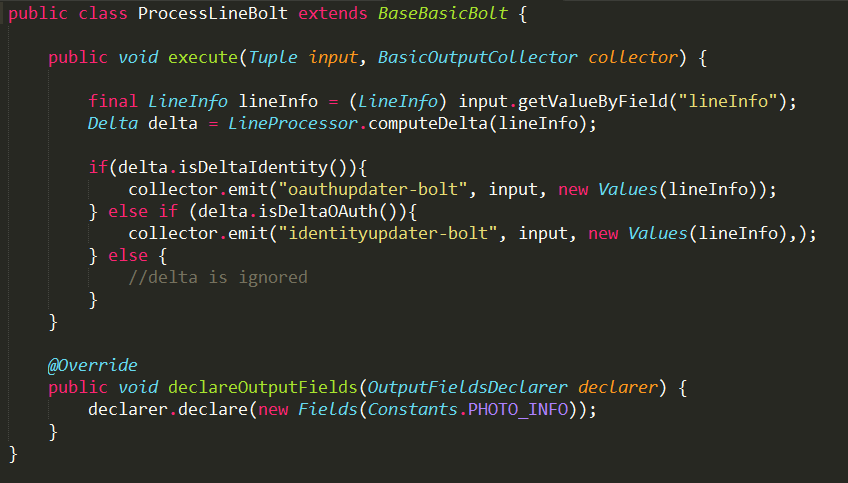 public class ProcessLineBolt extends BaseBasicBolt {
public void execute(Tuple input, BasicOutputCollector collector) {
final LineInfo lineInfo = (LineInfo) input.getValueByField("lineInfo");
Delta delta = LineProcessor.computeDelta(lineInfo);
if(delta.isDeltaIdentity()){
collector.emit("oauthupdater-bolt", input, new Values(lineInfo));
} else if (delta.isDeltaOAuth()){
collector.emit("identityupdater-bolt", input, new Values(lineInfo),);
} else {
//delta is ignored
}
}
@Override
public void declareOutputFields(OutputFieldsDeclarer declarer) {
declarer.declare(new Fields(Constants.PHOTO_INFO));
}
}